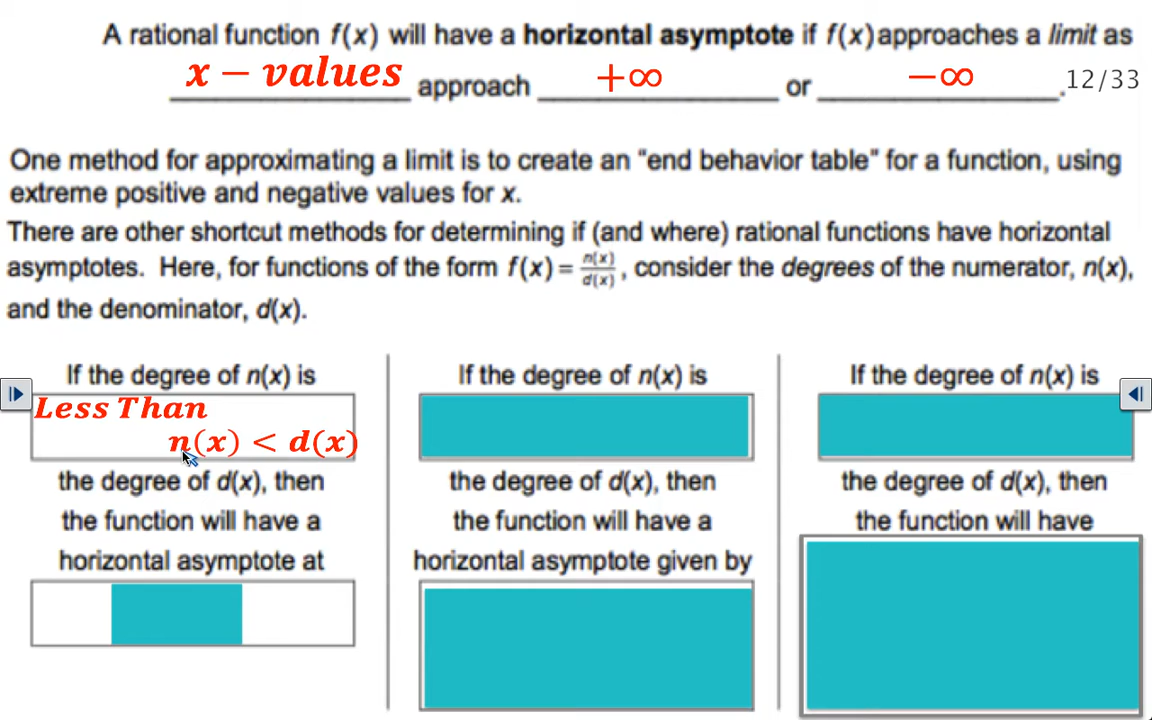 A rational function f(x) will have a horizontal asymptote if f(x) approaches a limit as
x – values approach +∞ or –∞. 12/33
One method for approximating a limit is to create an "end behavior table" for a function, using
extreme positive and negative values for x.
There are other shortcut methods for determining if (and where) rational functions have horizontal
asymptotes. Here, for functions of the form f(x) = n(x)/d(x), consider the degrees of the numerator, n(x),
and the denominator, d(x).
If the degree of n(x) is
Less Than
n(x) < d(x)
the degree of d(x), then
the function will have a
horizontal asymptote at
If the degree of n(x) is
the degree of d(x), then
the function will have a
horizontal asymptote given by
If the degree of n(x) is
the degree of d(x), then
the function will have